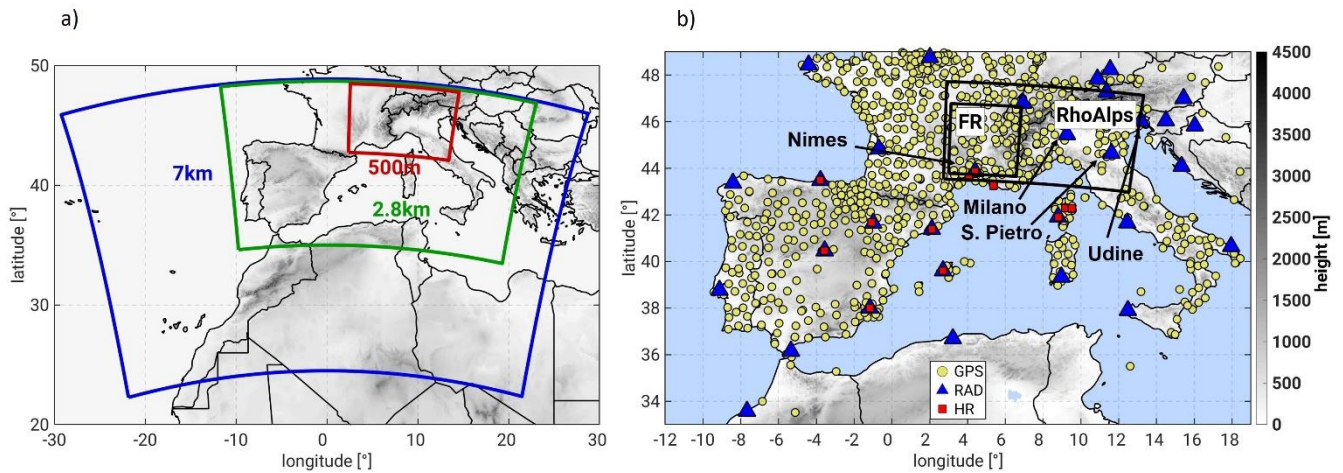 a)
50
40
30
20
latitude [°]
7km
2.8km
500m
-30
-20
-10
0
10
20
30
longitude [°]
b)
48
46
44
42
40
38
36
34
latitude [°]
FR
RhoAlps
Nimes
Milano
S. Pietro
Udine
GPS
RAD
HR
-12
-10
-8
-6
-4
-2
0
2
4
6
8
10
12
14
16
18
longitude [°]
4500
4000
3500
3000
2500
2000
1500
1000
500
0
height [m]